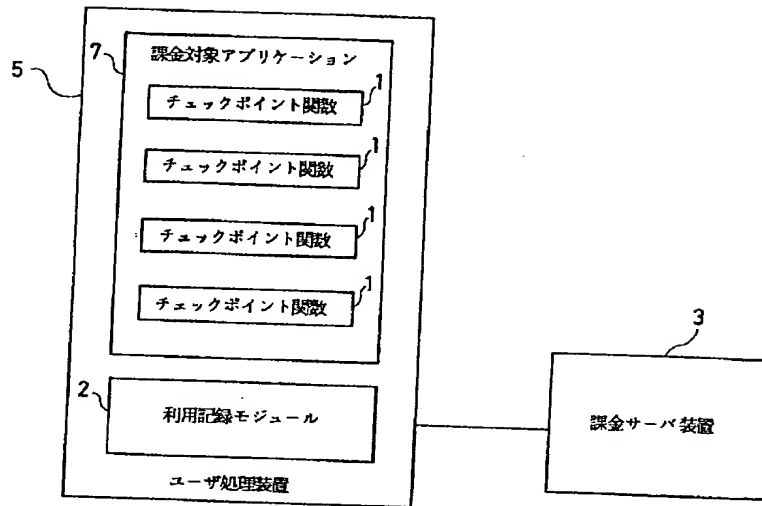 7
課金対象アプリケーション
5
1
チェックポイント関数
1
チェックポイント関数
1
チェックポイント関数
1
チェックポイント関数
3
2
利用記録モジュール
課金サーバ装置
ユーザ処理装置